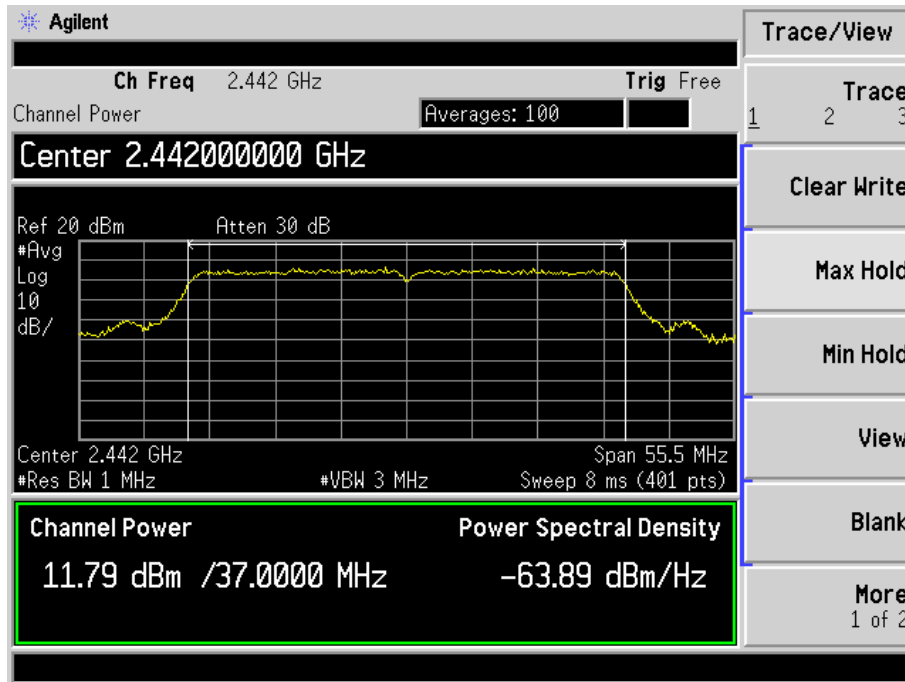 Agilent
Trace/View
Ch Freq 2.442 GHz Trig Free
Channel Power Averages: 100
Trace
1 2 3
Center 2.442000000 GHz
Clear Write
Ref 20 dBm Atten 30 dB
#Avg
Log
10
dB/
Max Hold
Min Hold
View
Center 2.442 GHz Span 55.5 MHz
#Res BW 1 MHz #VBW 3 MHz Sweep 8 ms (401 pts)
Channel Power Power Spectral Density
11.79 dBm /37.0000 MHz -63.89 dBm/Hz
Blank
More
1 of 2